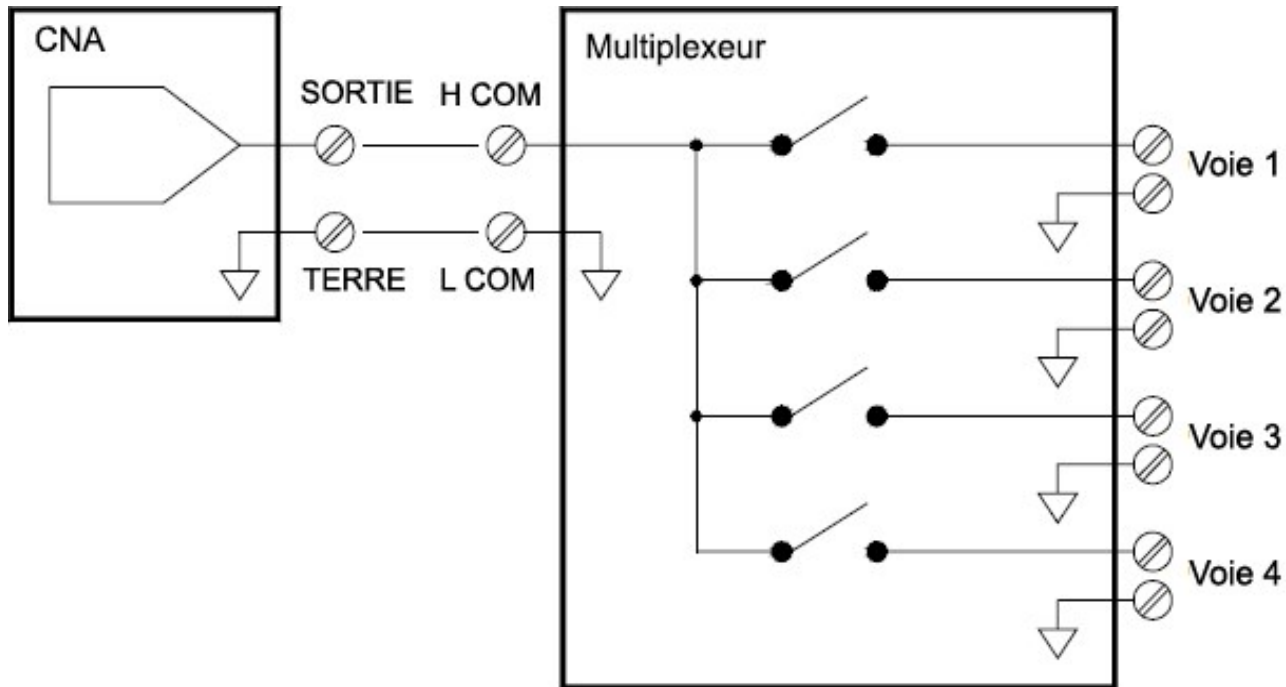 CNA
Multiplexeur
SORTIE H COM
TERRE L COM
Voie 1
Voie 2
Voie 3
Voie 4